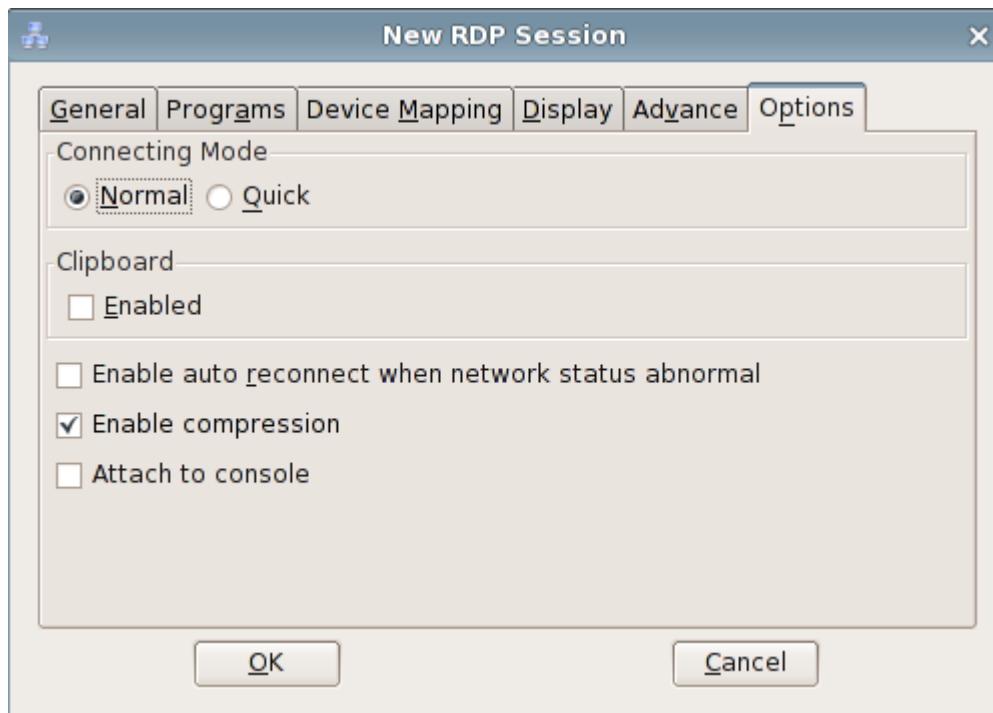 New RDP Session
General Programs Device Mapping Display Advance Options
Connecting Mode
Normal Quick
Clipboard
Enabled
Enable auto reconnect when network status abnormal
Enable compression
Attach to console
OK Cancel